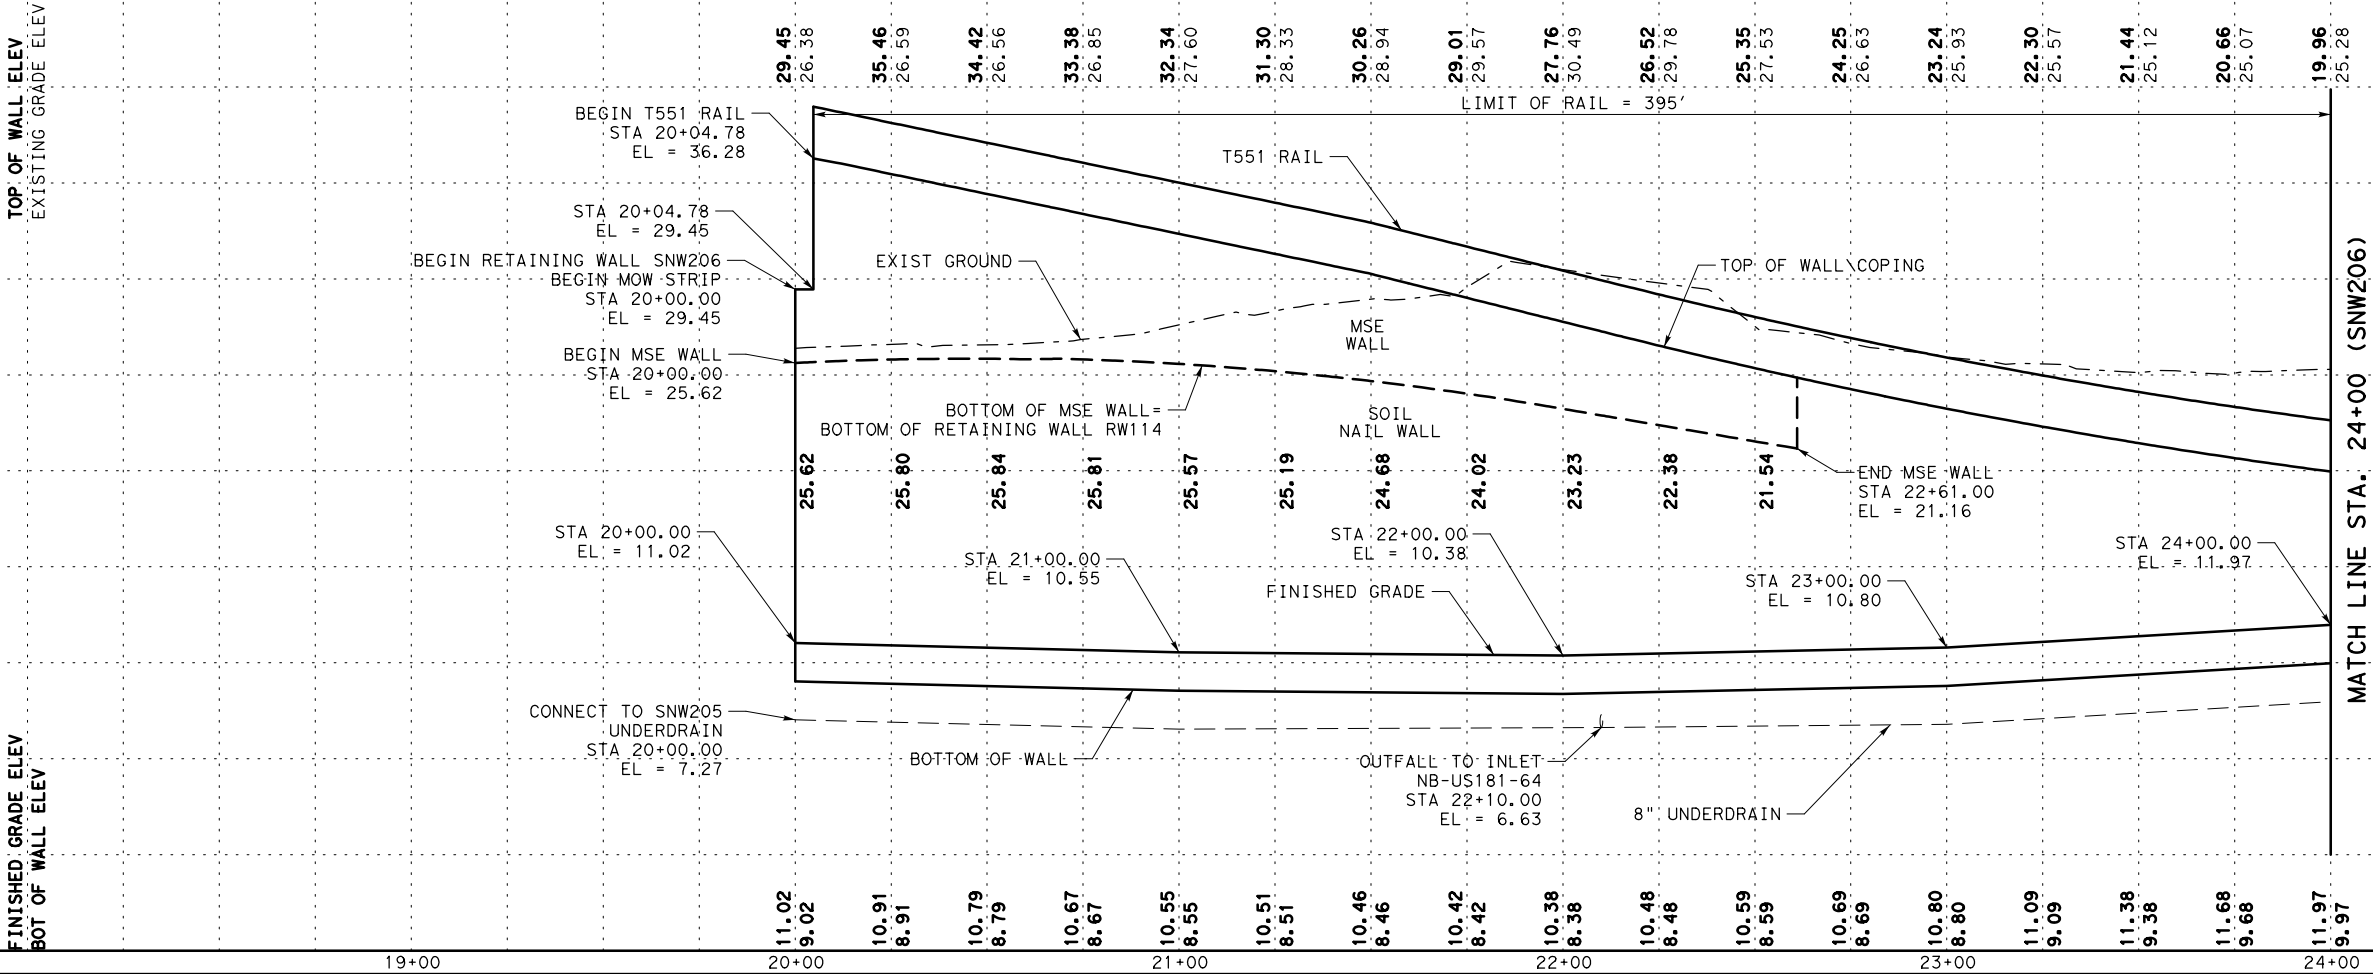 TOP OF WALL ELEV
EXISTING GRADE ELEV
29.45
26.38
35.46
26.59
34.42
26.56
33.38
26.85
32.34
27.60
31.30
28.33
30.26
28.94
29.01
29.57
27.76
30.49
26.52
29.78
25.35
27.53
24.25
26.63
23.24
25.93
22.30
25.57
21.44
25.12
20.66
25.07
19.96
25.28
LIMIT OF RAIL = 395'
BEGIN T551 RAIL
STA 20+04.78
EL = 36.28
T551 RAIL
STA 20+04.78
EL = 29.45
BEGIN RETAINING WALL SNW206
BEGIN MOW STRIP
STA 20+00.00
EL = 29.45
EXIST GROUND
TOP OF WALL\COPING
MSE
WALL
BEGIN MSE WALL
STA 20+00.00
EL = 25.62
BOTTOM OF MSE WALL=
BOTTOM OF RETAINING WALL RW114
SOIL
NAIL WALL
25.62
25.80
25.84
25.81
25.57
25.19
24.68
24.02
23.23
22.38
21.54
END MSE WALL
STA 22+61.00
EL = 21.16
STA 20+00.00
EL = 11.02
STA 21+00.00
EL = 10.55
STA 22+00.00
EL = 10.38
FINISHED GRADE
STA 23+00.00
EL = 10.80
STA 24+00.00
EL = 11.97
MATCH LINE STA. 24+00 (SNW206)
CONNECT TO SNW205
UNDERDRAIN
STA 20+00.00
EL = 7.27
BOTTOM OF WALL
OUTFALL TO INLET
NB-US181-64
STA 22+10.00
EL = 6.63
8" UNDERDRAIN
FINISHED GRADE ELEV
BOT OF WALL ELEV
11.02
9.02
10.91
8.91
10.79
8.79
10.67
8.67
10.55
8.55
10.51
8.51
10.46
8.46
10.42
8.42
10.38
8.38
10.48
8.48
10.59
8.59
10.69
8.69
10.80
8.80
11.09
9.09
11.38
9.38
11.68
9.68
11.97
9.97
19+00
20+00
21+00
22+00
23+00
24+00